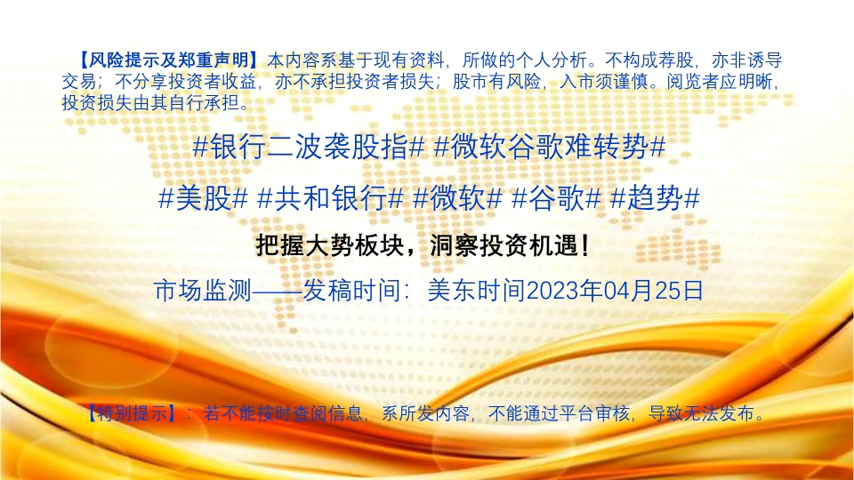 【风险提示及郑重声明】本内容系基于现有资料，所做的个人分析。不构成荐股，亦非诱导
交易；不分享投资者收益，亦不承担投资者损失；股市有风险，入市须谨慎。阅览者应明晰，
投资损失由其自行承担。
#银行二波袭股指# #微软谷歌难转势#
#美股# #共和银行# #微软# #谷歌# #趋势#
把握大势板块，洞察投资机遇！
市场监测——发稿时间：美东时间2023年04月25日
【特别提示】：若不能按时查阅信息，系所发内容，不能通过平台审核，导致无法发布。